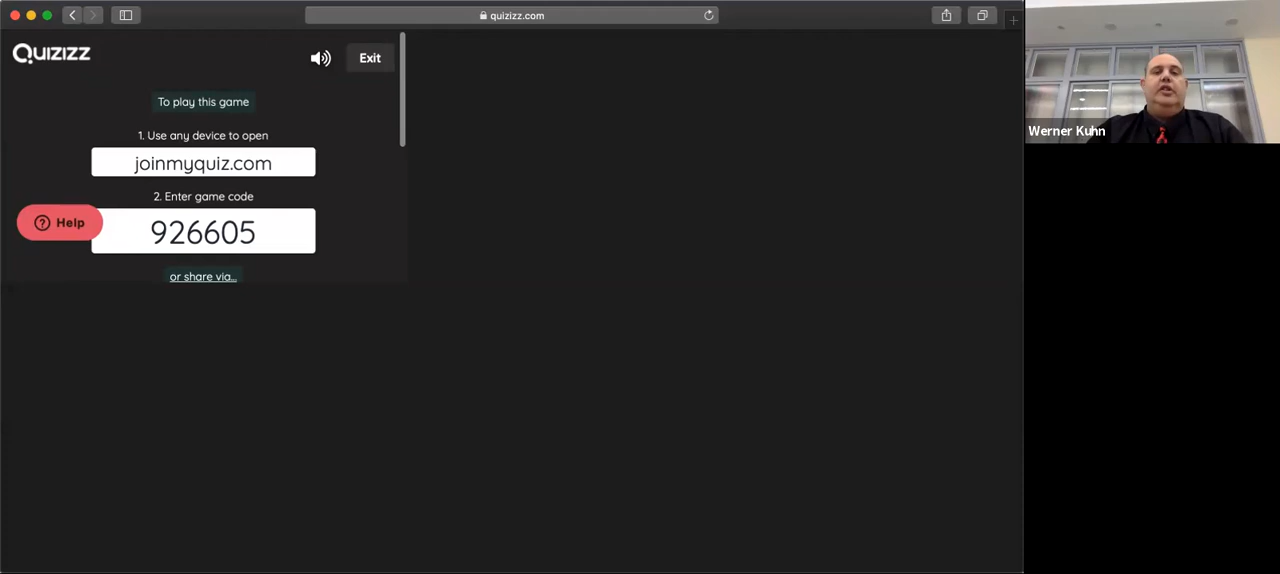 quizizz.com
Quizizz
Exit
To play this game
1. Use any device to open
joinmyquiz.com
2. Enter game code
926605
Help
or share via...
Werner Kuhn